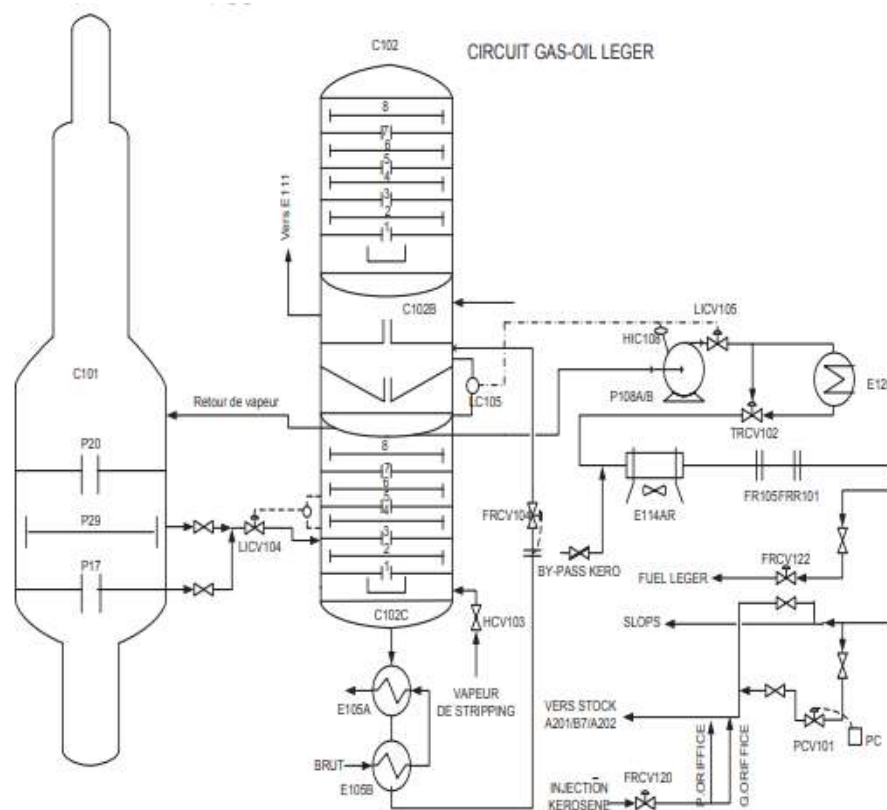 C102
CIRCUIT GAS-OIL LEGER
8
7
6
5
4
3
2
1
Vers E 111
C102B
LICV105
HIC108
C101
LC105
P108A/B
Retour de vapeur
TRCV102
P20
8
7
6
5
4
3
2
1
P29
LICV104
FRCV104
E114AR
FR105FRR101
P17
BY-PASS KERO
FRCV122
FUEL LEGER
C102C
HCV103
SLOPS
VAPEUR
DE STRIPPING
E105A
VERS STOCK
A201/B7/A202
PCV101
PC
BRUT
E105B
P.ORIFFICE
G.ORIFFICE
INJECTION
KEROSENE
FRCV120